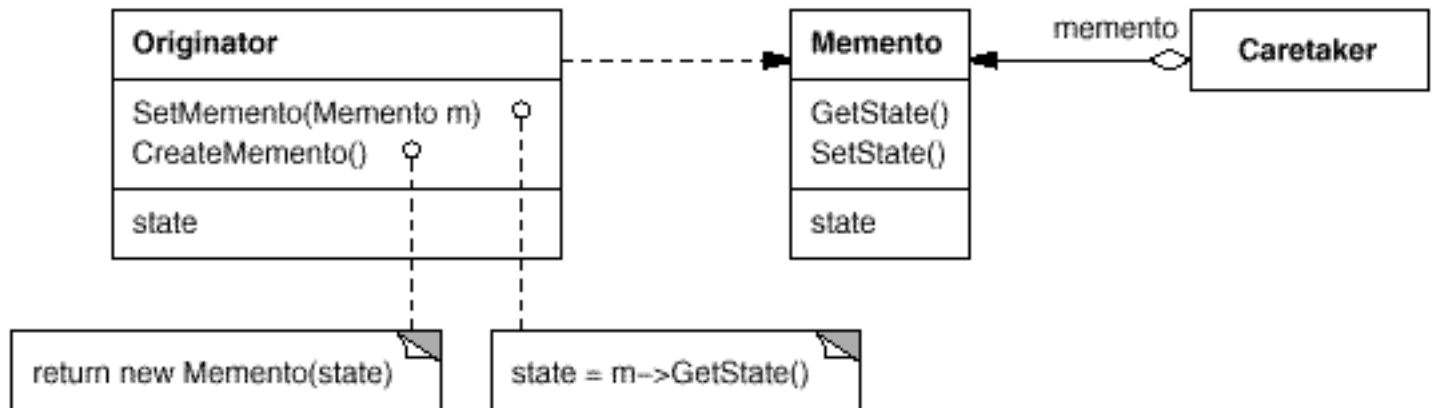 Originator
SetMemento(Memento m)
CreateMemento()
state
return new Memento(state)
state = m->GetState()
Memento
GetState()
SetState()
state
memento
Caretaker